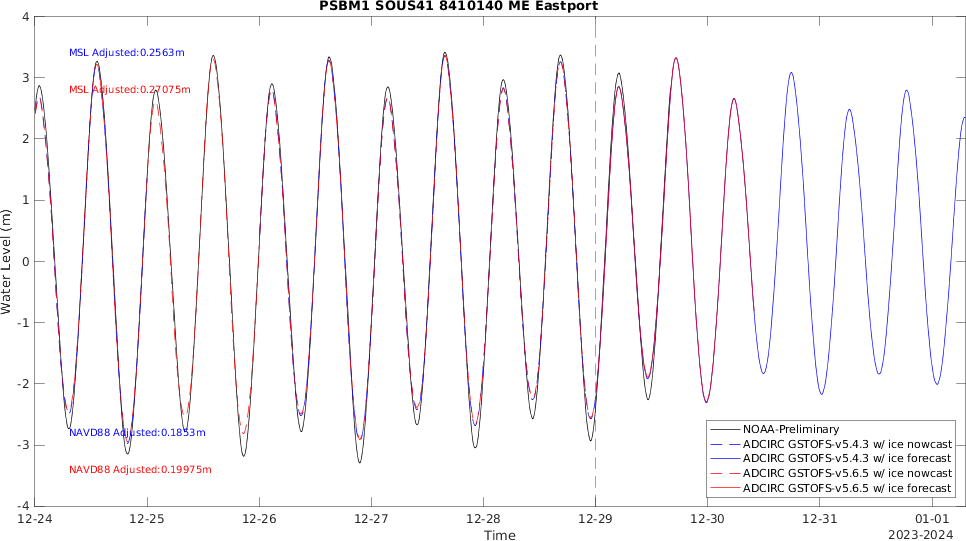 PSBM1 SOUS41 8410140 ME Eastport
4
MSL Adjusted:0.2563m
3
MSL Adjusted:0.27075m
2
1
Water Level (m)
0
-1
-2
NAVD88 Adjusted:0.1853m
-3
NAVD88 Adjusted:0.19975m
-4
NOAA-Preliminary
ADCIRC GSTOFS-v5.4.3 w/ ice nowcast
ADCIRC GSTOFS-v5.4.3 w/ ice forecast
ADCIRC GSTOFS-v5.6.5 w/ ice nowcast
ADCIRC GSTOFS-v5.6.5 w/ ice forecast
12-24 12-25 12-26 12-27 12-28 12-29 12-30 12-31 01-01
Time
2023-2024